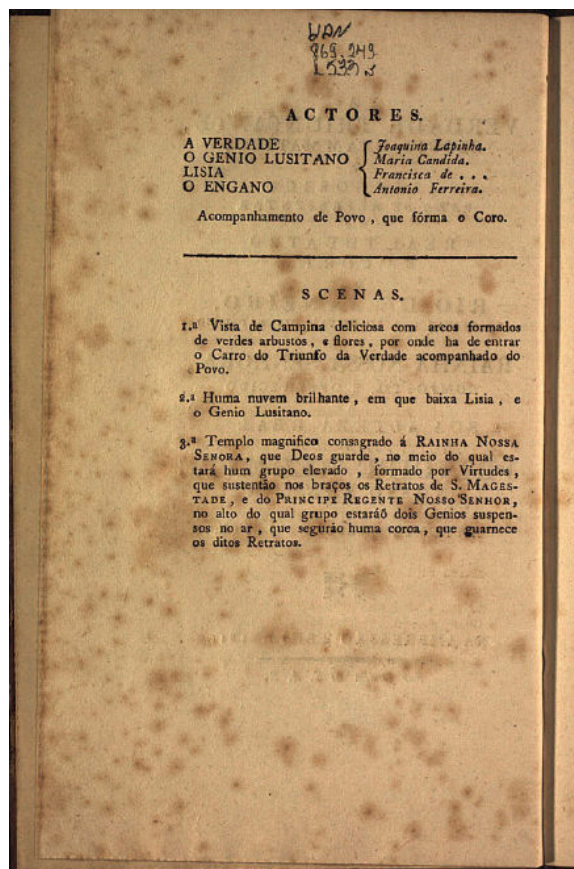 VAN
869.249
L533s
ACTORES.
A VERDADE { Joaquina Lapinha.
O GENIO LUSITANO Maria Candida.
LISIA Francisca de . . .
O ENGANO Antonio Ferreira.
Acompanhamento de Povo , que fórma o Coro.
SCENAS.
1.ª Vista de Campina deliciosa com arcos formados
de verdes arbustos, e flores, por onde ha de entrar
o Carro do Triunfo da Verdade acompanhado do
Povo.
2.ª Huma nuvem brilhante, em que baixa Lisia, e
o Genio Lusitano.
3.ª Templo magnifico consagrado á RAINHA NOSSA
SENORA, que Deos guarde, no meio do qual es-
tará hum grupo elevado , formado por Virtudes,
que sustentão nos braços os Retratos de S. MAGES-
TADE, e do PRINCIPE REGENTE NOSSO SENHOR,
no alto do qual grupo estaráõ dois Genios suspen-
sos no ar, que segurão huma coroa, que guarnece
os ditos Retratos.